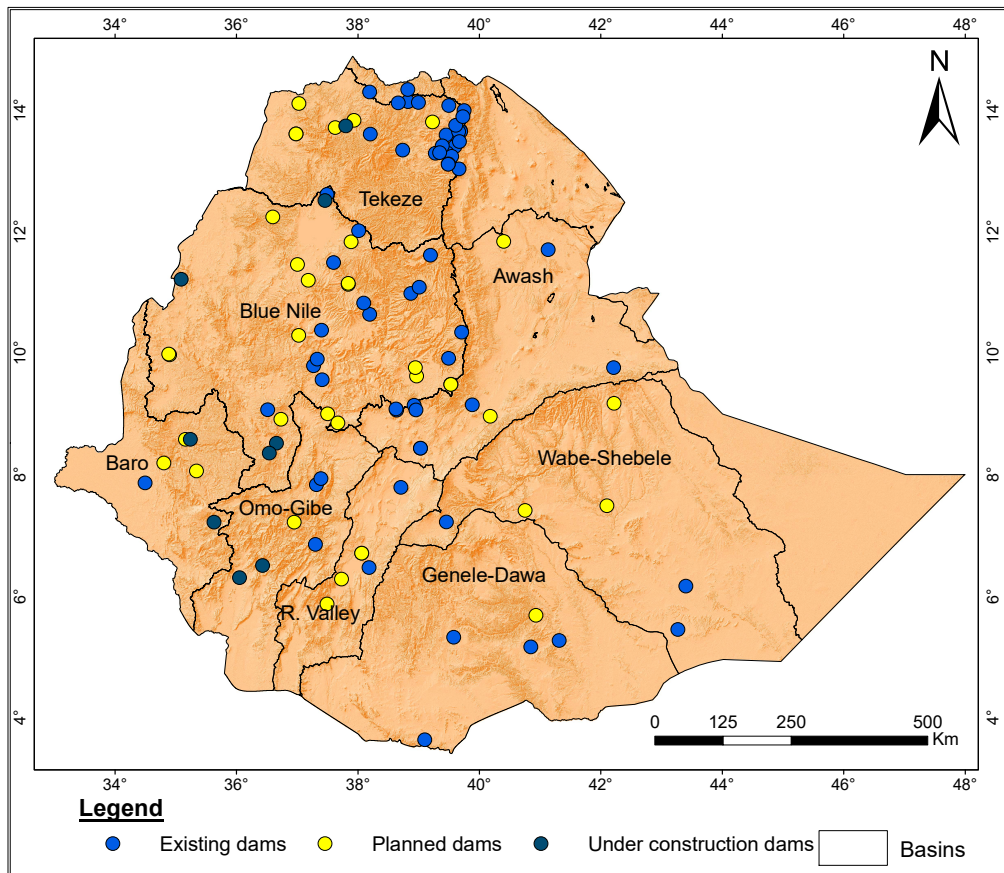 34° 36° 38° 40° 42° 44° 46° 48°
N
14° 14°
Tekeze
12° 12°
Awash
Blue Nile
10° 10°
Wabe-Shebele
Baro
8° 8°
Omo-Gibe
Genele-Dawa
R. Valley
6° 6°
0 125 250 500
Km
4° 4°
34° 36° 38° 40° 42° 44° 46° 48°
Legend
Existing dams Planned dams Under construction dams Basins